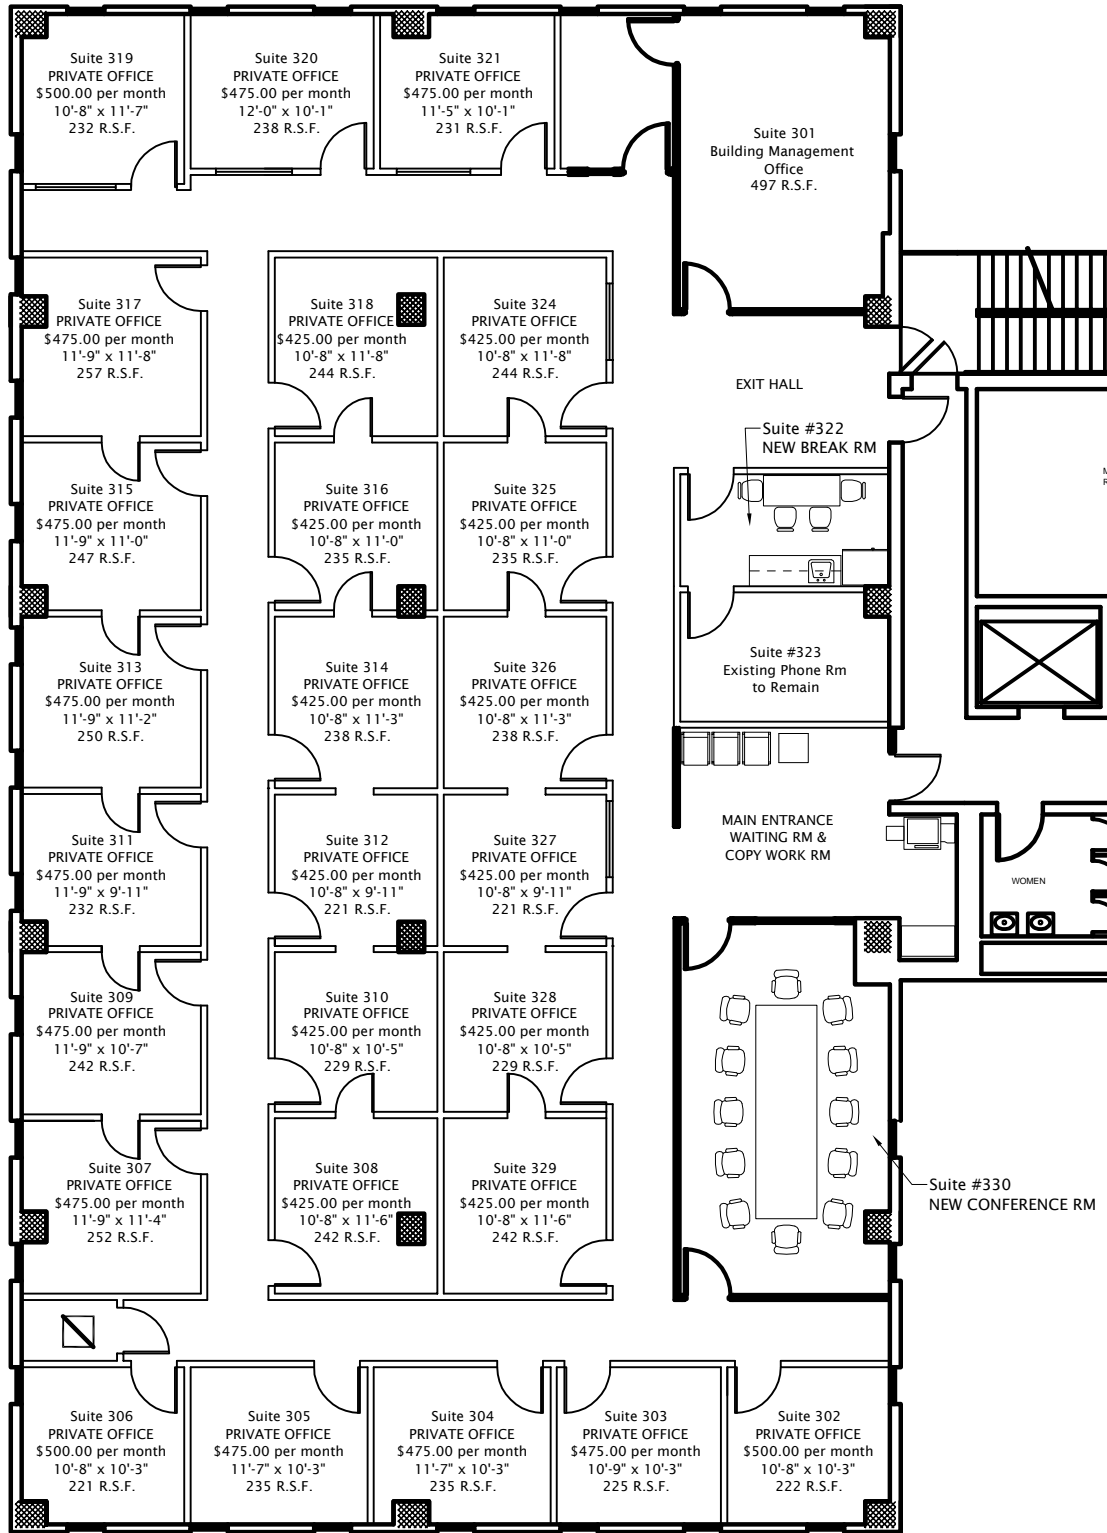 Suite 319
PRIVATE OFFICE
$500.00 per month
10'-8" x 11'-7"
232 R.S.F.
Suite 320
PRIVATE OFFICE
$475.00 per month
12'-0" x 10'-1"
238 R.S.F.
Suite 321
PRIVATE OFFICE
$475.00 per month
11'-5" x 10'-1"
231 R.S.F.
Suite 301
Building Management
Office
497 R.S.F.
Suite 317
PRIVATE OFFICE
$475.00 per month
11'-9" x 11'-8"
257 R.S.F.
Suite 318
PRIVATE OFFICE
$425.00 per month
10'-8" x 11'-8"
244 R.S.F.
Suite 324
PRIVATE OFFICE
$425.00 per month
10'-8" x 11'-8"
244 R.S.F.
EXIT HALL
Suite #322
NEW BREAK RM
Suite 315
PRIVATE OFFICE
$475.00 per month
11'-9" x 11'-0"
247 R.S.F.
Suite 316
PRIVATE OFFICE
$425.00 per month
10'-8" x 11'-0"
235 R.S.F.
Suite 325
PRIVATE OFFICE
$425.00 per month
10'-8" x 11'-0"
235 R.S.F.
Suite 313
PRIVATE OFFICE
$475.00 per month
11'-9" x 11'-2"
250 R.S.F.
Suite 314
PRIVATE OFFICE
$425.00 per month
10'-8" x 11'-3"
238 R.S.F.
Suite 326
PRIVATE OFFICE
$425.00 per month
10'-8" x 11'-3"
238 R.S.F.
Suite #323
Existing Phone Rm
to Remain
Suite 311
PRIVATE OFFICE
$475.00 per month
11'-9" x 9'-11"
232 R.S.F.
Suite 312
PRIVATE OFFICE
$425.00 per month
10'-8" x 9'-11"
221 R.S.F.
Suite 327
PRIVATE OFFICE
$425.00 per month
10'-8" x 9'-11"
221 R.S.F.
MAIN ENTRANCE
WAITING RM &
COPY WORK RM
WOMEN
Suite 309
PRIVATE OFFICE
$475.00 per month
11'-9" x 10'-7"
242 R.S.F.
Suite 310
PRIVATE OFFICE
$425.00 per month
10'-8" x 10'-5"
229 R.S.F.
Suite 328
PRIVATE OFFICE
$425.00 per month
10'-8" x 10'-5"
229 R.S.F.
Suite 307
PRIVATE OFFICE
$475.00 per month
11'-9" x 11'-4"
252 R.S.F.
Suite 308
PRIVATE OFFICE
$425.00 per month
10'-8" x 11'-6"
242 R.S.F.
Suite 329
PRIVATE OFFICE
$425.00 per month
10'-8" x 11'-6"
242 R.S.F.
Suite #330
NEW CONFERENCE RM
Suite 306
PRIVATE OFFICE
$500.00 per month
10'-8" x 10'-3"
221 R.S.F.
Suite 305
PRIVATE OFFICE
$475.00 per month
11'-7" x 10'-3"
235 R.S.F.
Suite 304
PRIVATE OFFICE
$475.00 per month
11'-7" x 10'-3"
235 R.S.F.
Suite 303
PRIVATE OFFICE
$475.00 per month
10'-9" x 10'-3"
225 R.S.F.
Suite 302
PRIVATE OFFICE
$500.00 per month
10'-8" x 10'-3"
222 R.S.F.